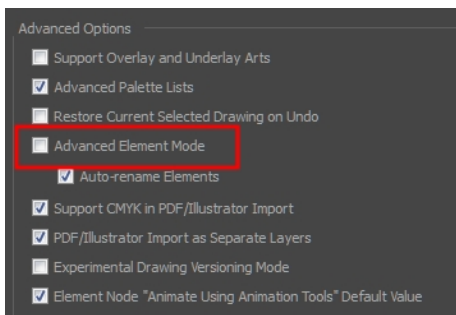 Advanced Options
Support Overlay and Underlay Arts
Advanced Palette Lists
Restore Current Selected Drawing on Undo
Advanced Element Mode
Auto-rename Elements
Support CMYK in PDF/Illustrator Import
PDF/Illustrator Import as Separate Layers
Experimental Drawing Versioning Mode
Element Node "Animate Using Animation Tools" Default Value